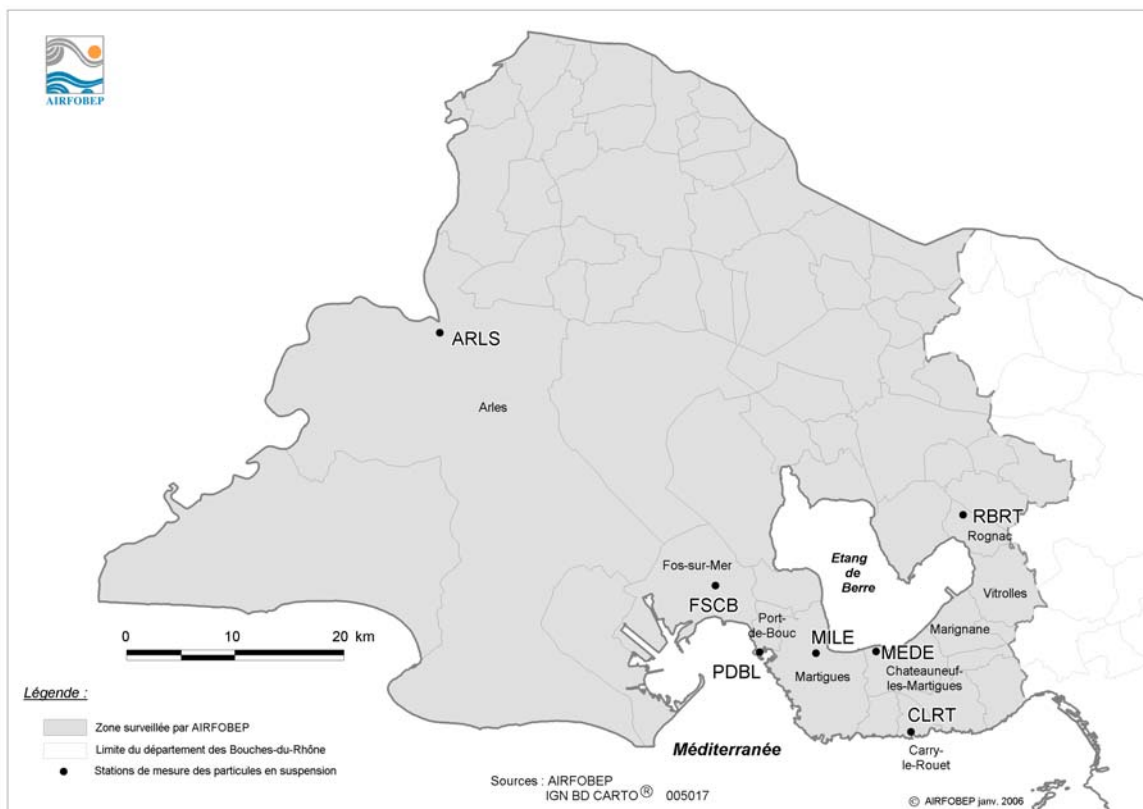 AIRFOBEP
ARLS
Arles
RBRT
Rognac
Etang
de
Berre
Fos-sur-Mer
FSCB
Vitrolles
Port-
de-Bouc
Marignane
MILE
MEDE
PDBL
Martigues
Chateauneuf-
les-Martigues
CLRT
Carry-
le-Rouet
Méditerranée
0 10 20 km
Légende :
Zone surveillée par AIRFOBEP
Limite du département des Bouches-du-Rhône
Stations de mesure des particules en suspension
Sources : AIRFOBEP
IGN BD CARTO® 005017
© AIRFOBEP janv. 2006